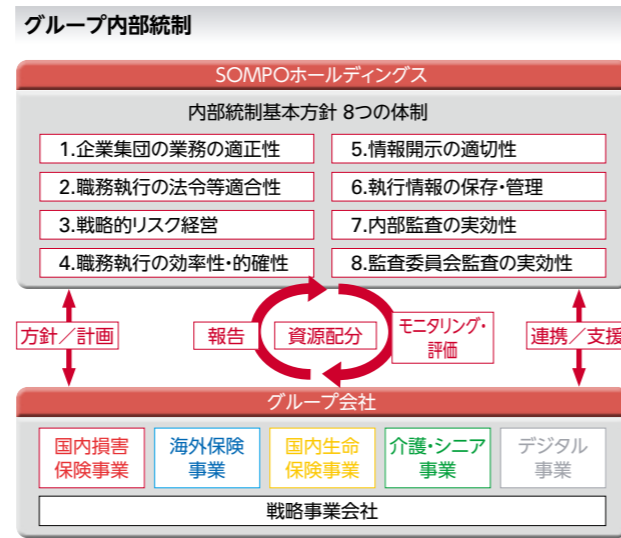 グループ内部統制
SOMPOホールディングス
内部統制基本方針 8つの体制
1.企業集団の業務の適正性
5.情報開示の適切性
2.職務執行の法令等適合性
6.執行情報の保存・管理
3.戦略的リスク経営
7.内部監査の実効性
4.職務執行の効率性・的確性
8.監査委員会監査の実効性
方針／計画
報告
資源配分
モニタリング・
評価
連携／支援
グループ会社
国内損害
保険事業
海外保険
事業
国内生命
保険事業
介護・シニア
事業
デジタル
事業
戦略事業会社